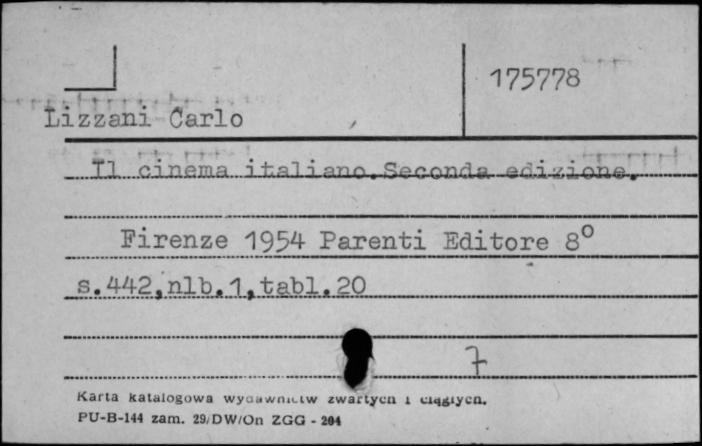 175778
Lizzani Carlo
Il cinema italiano.Seconda edizione.
Firenze 1954 Parenti Editore 8°
s.442,nlb.1,tabl.20
7
Karta katalogowa wydawnictw zwartych i ciągłych.
PU-B-144 zam. 29/DW/On ZGG - 204